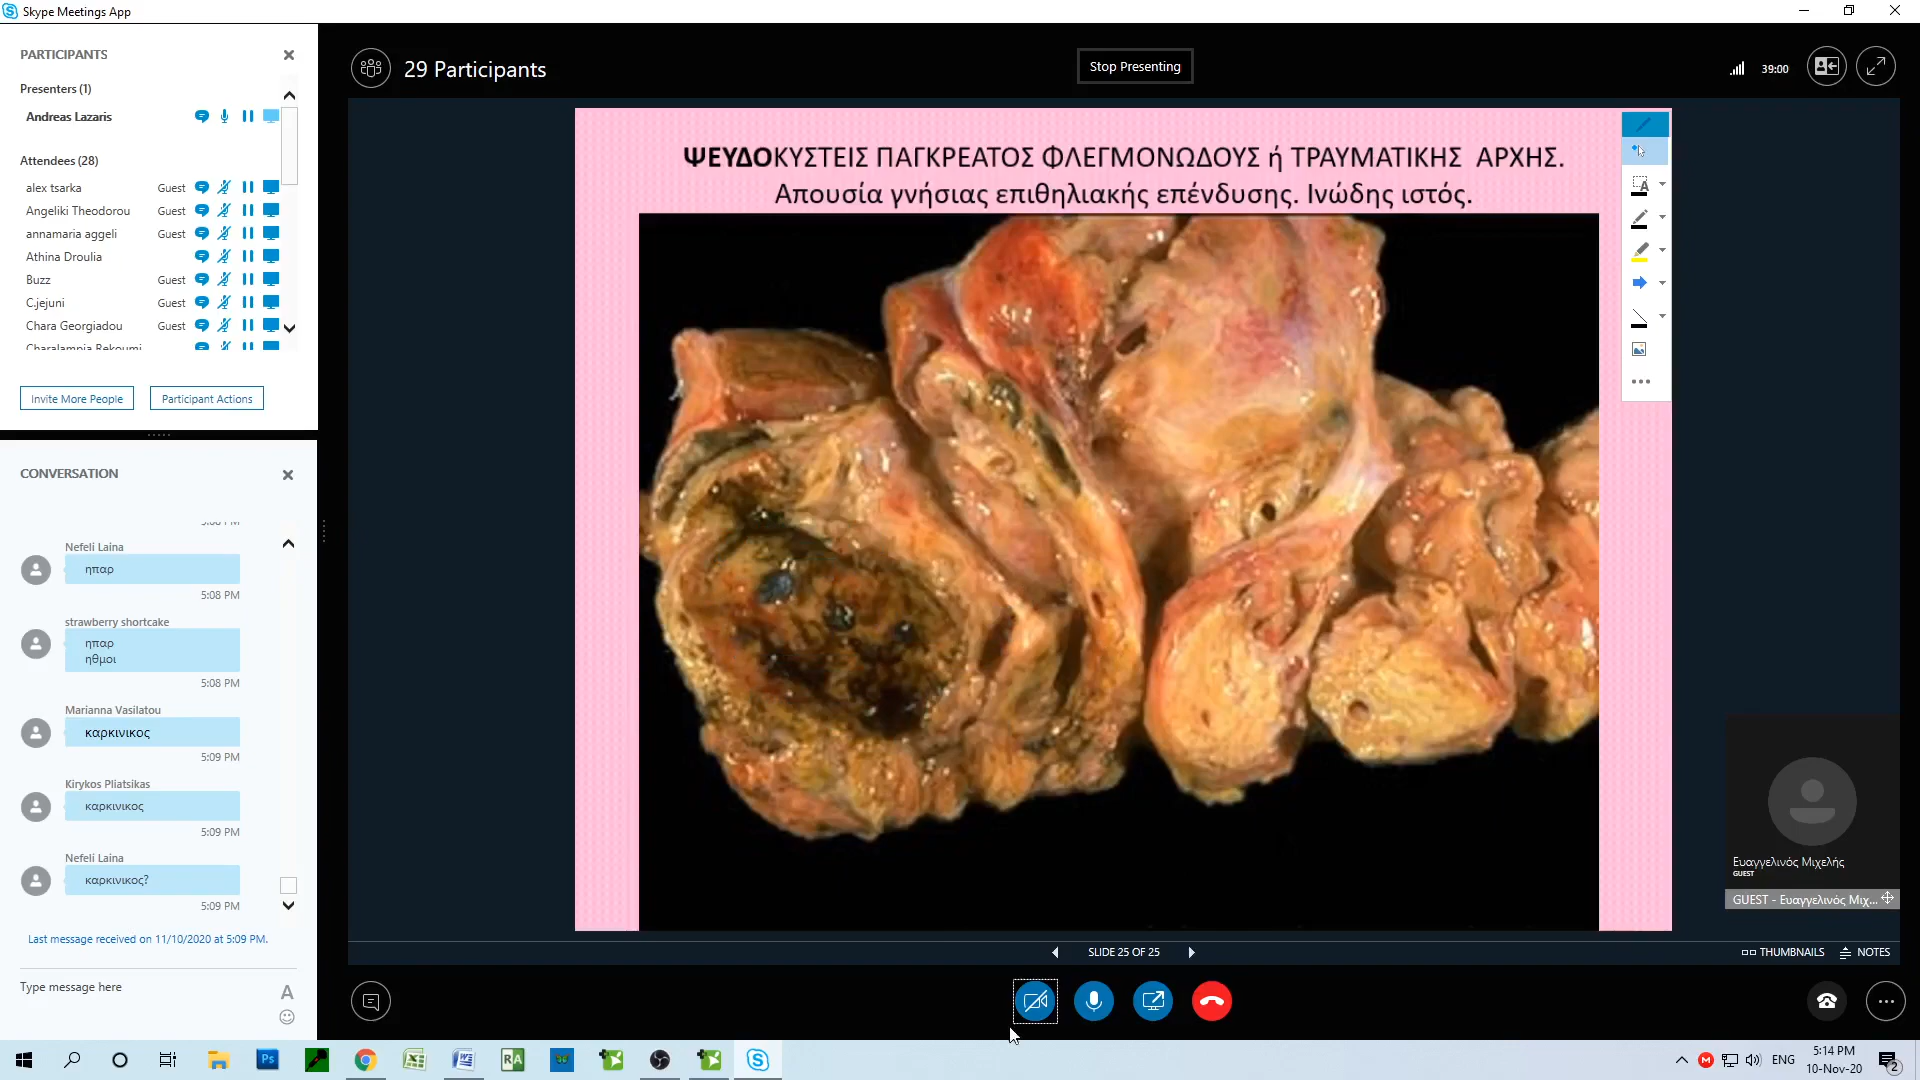 Skype Meetings App
PARTICIPANTS
Presenters (1)
Andreas Lazaris
Attendees (28)
alex tsarka Guest
Angeliki Theodorou Guest
annamaria aggeli Guest
Athina Droulia
Buzz Guest
C.jejuni Guest
Chara Georgiadou Guest
Charalampia Rekoumi
Invite More People
Participant Actions
CONVERSATION
Nefeli Laina
ηπαρ
5:08 PM
strawberry shortcake
ηπαρ
ηθμοι
5:08 PM
Marianna Vasilatou
καρκινικος
5:09 PM
Kirykos Pliatsikas
καρκινικος
5:09 PM
Nefeli Laina
καρκινικος?
5:09 PM
Last message received on 11/10/2020 at 5:09 PM.
Type message here
29 Participants
Stop Presenting
39:00
ΨΕΥΔΟΚΥΣΤΕΙΣ ΠΑΓΚΡΕΑΤΟΣ ΦΛΕΓΜΟΝΩΔΟΥΣ ή ΤΡΑΥΜΑΤΙΚΗΣ ΑΡΧΗΣ.
Απουσία γνήσιας επιθηλιακής επένδυσης. Ινώδης ιστός.
Ευαγγελινός Μιχελής
GUEST
GUEST - Ευαγγελινός Μιχ...
SLIDE 25 OF 25
THUMBNAILS
NOTES
ENG
5:14 PM
10-Nov-20
2